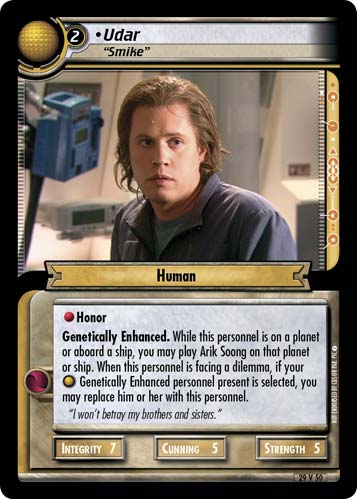 2 • Udar
"Smike"
Human
Honor
Genetically Enhanced. While this personnel is on a planet
or aboard a ship, you may play Arik Soong on that planet
or ship. When this personnel is facing a dilemma, if your
Genetically Enhanced personnel present is selected, you
may replace him or her with this personnel.
"I won't betray my brothers and sisters."
INTEGRITY 7 CUNNING 5 STRENGTH 5
29 V 50